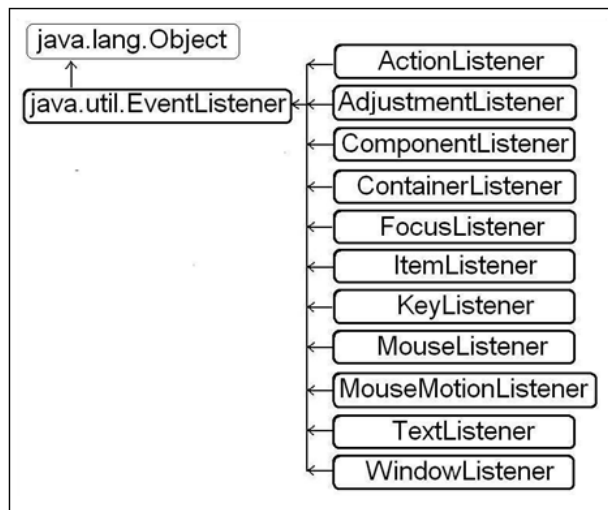 java.lang.Object
java.util.EventListener
ActionListener
AdjustmentListener
ComponentListener
ContainerListener
FocusListener
ItemListener
KeyListener
MouseListener
MouseMotionListener
TextListener
WindowListener